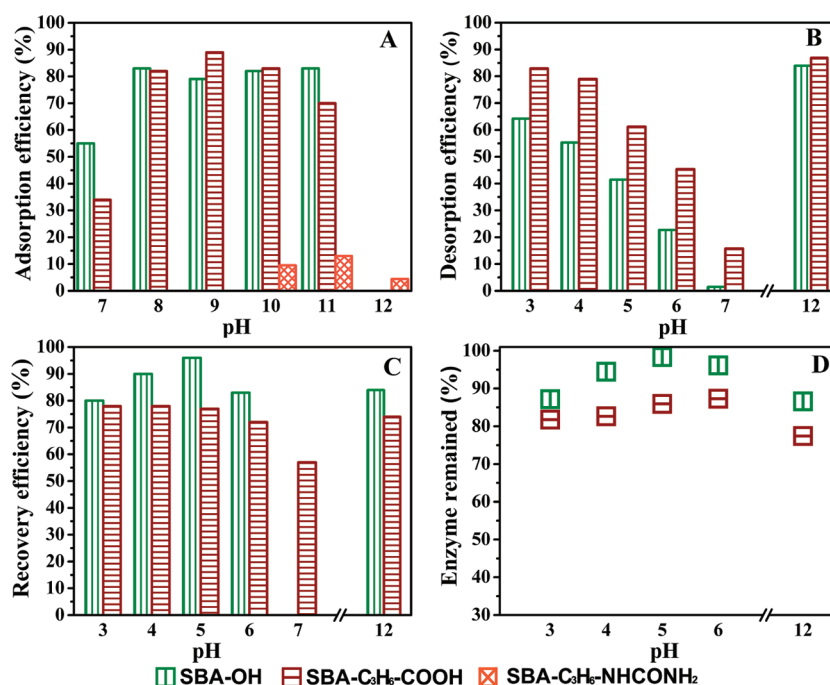 A
Adsorption efficiency (%)
100
90
80
70
60
50
40
30
20
10
0
7 8 9 10 11 12
pH
B
Desorption efficiency (%)
100
90
80
70
60
50
40
30
20
10
0
3 4 5 6 7 12
pH
C
Recovery efficiency (%)
100
90
80
70
60
50
40
30
20
10
0
3 4 5 6 7 12
pH
D
Enzyme remained (%)
100
90
80
70
60
50
40
30
3 4 5 6 12
pH
SBA-OH SBA-C₃H₆-COOH SBA-C₃H₆-NHCONH₂